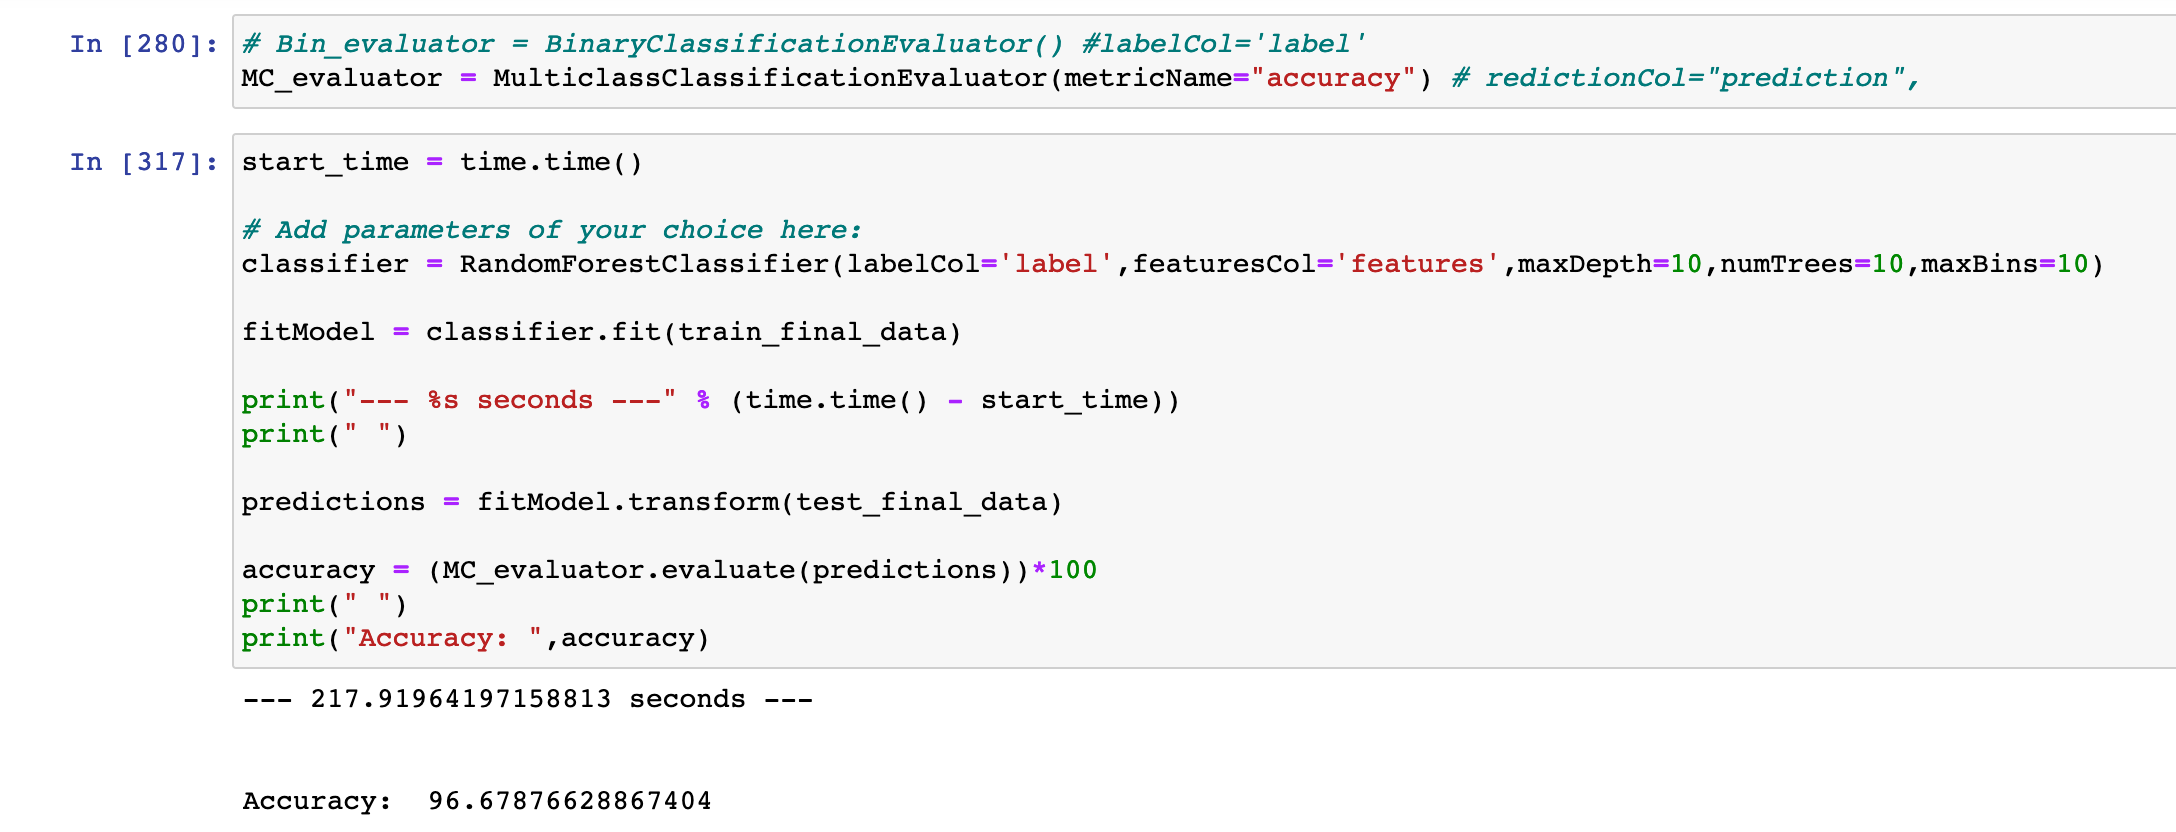 In [280]: # Bin_evaluator = BinaryClassificationEvaluator() #labelCol='label'
MC_evaluator = MulticlassClassificationEvaluator(metricName="accuracy") # redictionCol="prediction",
In [317]: start_time = time.time()
# Add parameters of your choice here:
classifier = RandomForestClassifier(labelCol='label',featuresCol='features',maxDepth=10,numTrees=10,maxBins=10)
fitModel = classifier.fit(train_final_data)
print("--- %s seconds ---" % (time.time() - start_time))
print(" ")
predictions = fitModel.transform(test_final_data)
accuracy = (MC_evaluator.evaluate(predictions))*100
print(" ")
print("Accuracy: ",accuracy)
--- 217.91964197158813 seconds ---
Accuracy:  96.67876628867404